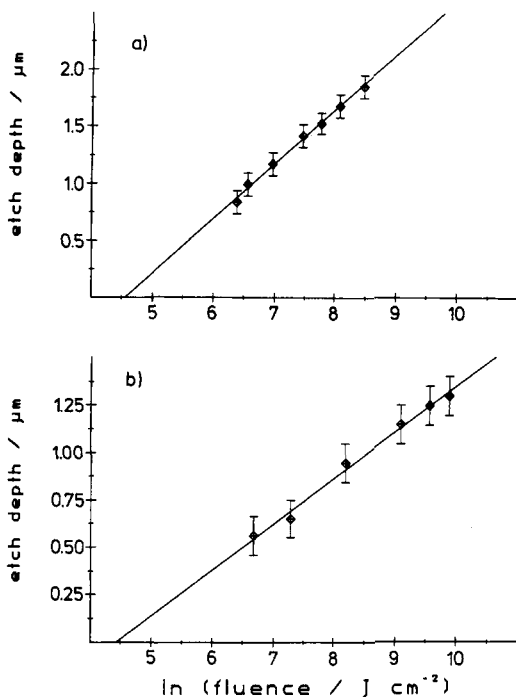 a)
etch depth / µm
2.0
1.5
1.0
0.5
5 6 7 8 9 10
b)
etch depth / µm
1.25
1.00
0.75
0.50
0.25
5 6 7 8 9 10
ln (fluence / J cm⁻²)